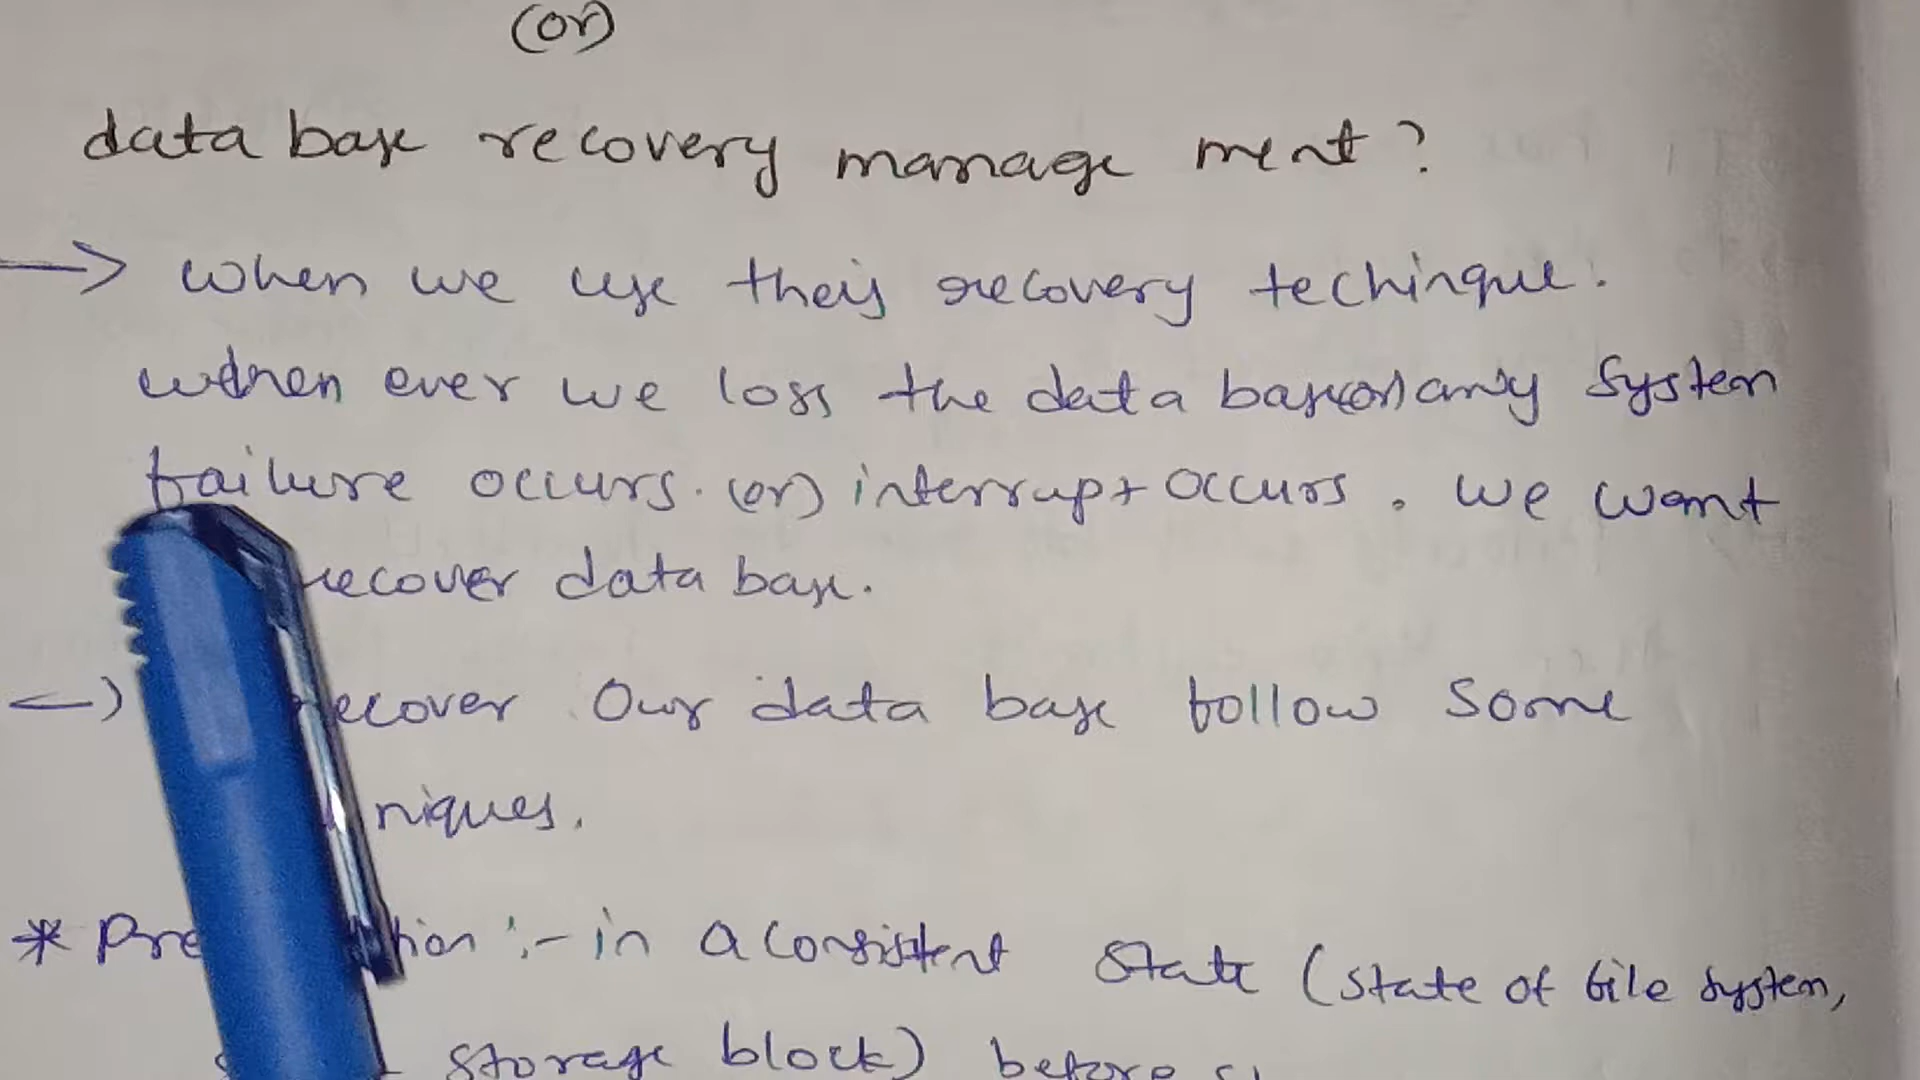 (or)
data base recovery manage ment?
→ when we use theis recovery techinque.
when ever we loss the data base(or) any system
failure occurs. (or) interrupt occurs. we want
recover data base.
recover our data base follow some
niques.
* Pre tion :- in a consistent state (state of file system,
storage block) before